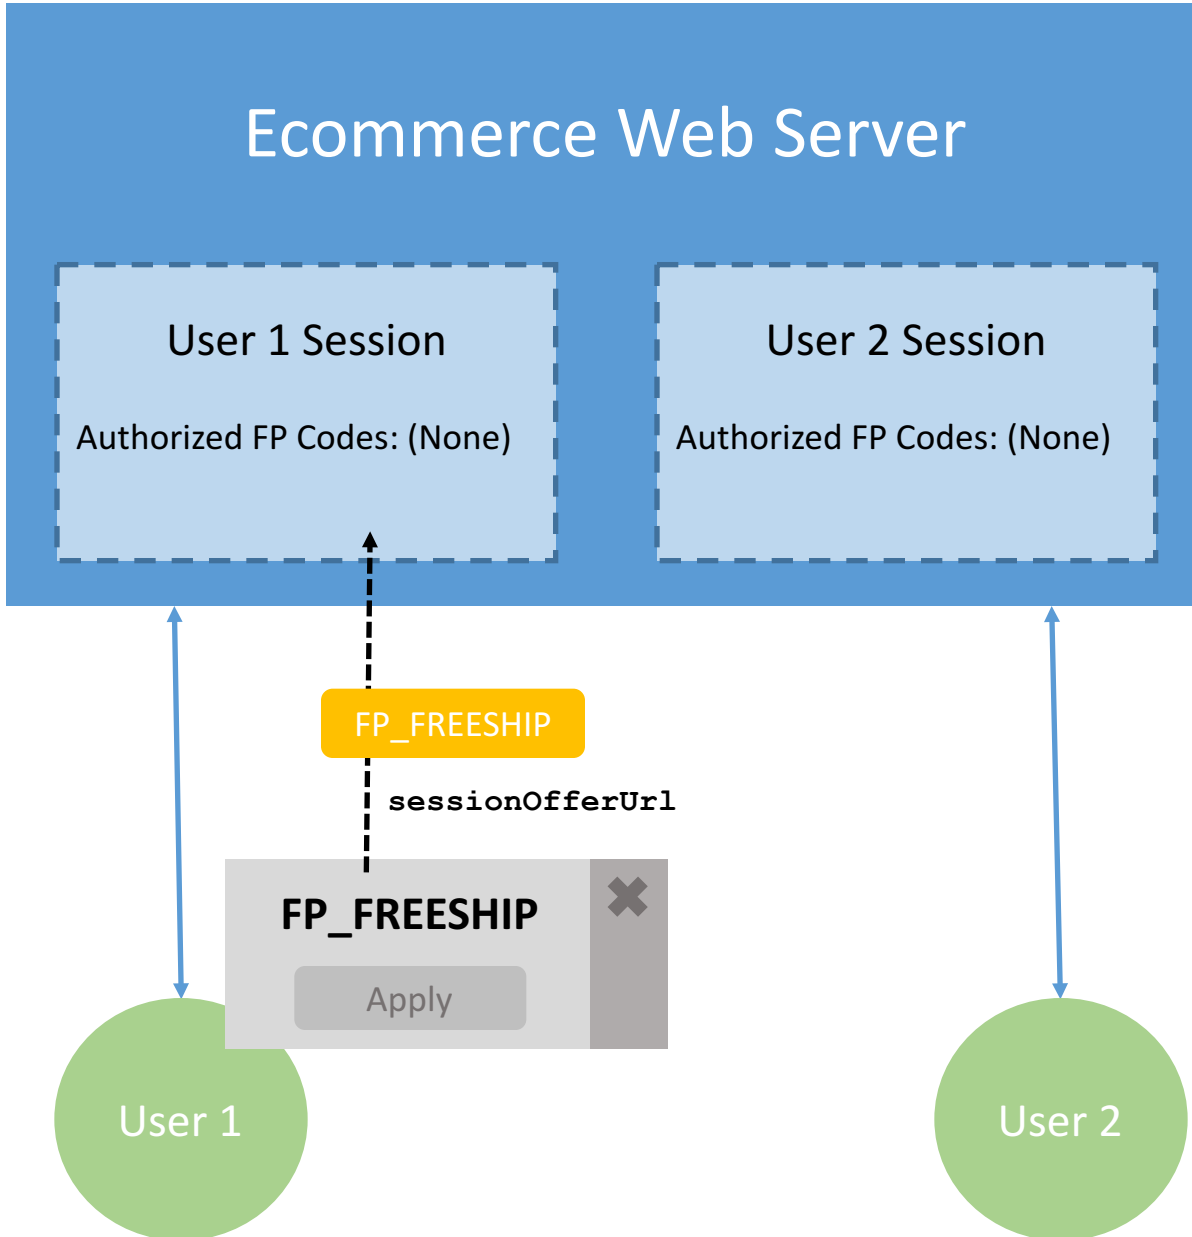 Ecommerce Web Server
User 1 Session
Authorized FP Codes: (None)
User 2 Session
Authorized FP Codes: (None)
FP_FREESHIP
sessionOfferUrl
FP_FREESHIP
Apply
User 1
User 2